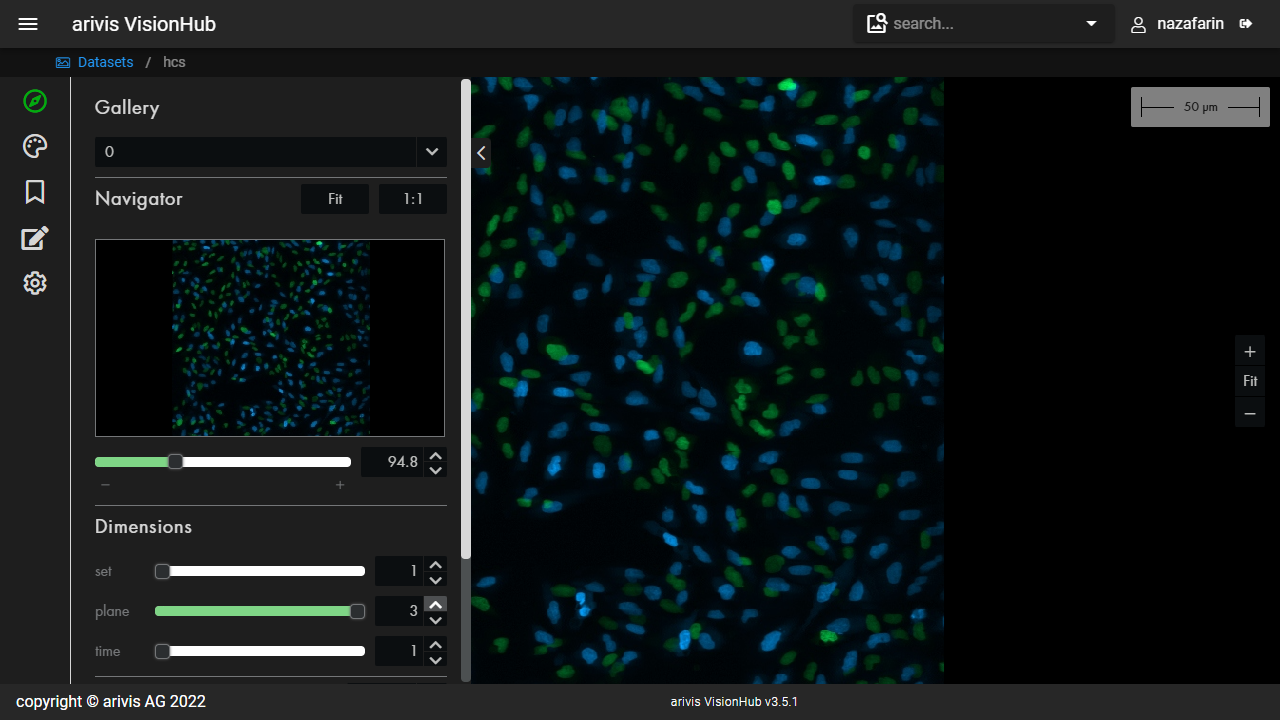 arivis VisionHub
search...
nazafarin
Datasets / hcs
Gallery
0
Navigator
Fit
1:1
94.8
− +
Dimensions
set 1
plane 3
time 1
50 µm
+
Fit
−
copyright © arivis AG 2022
arivis VisionHub v3.5.1